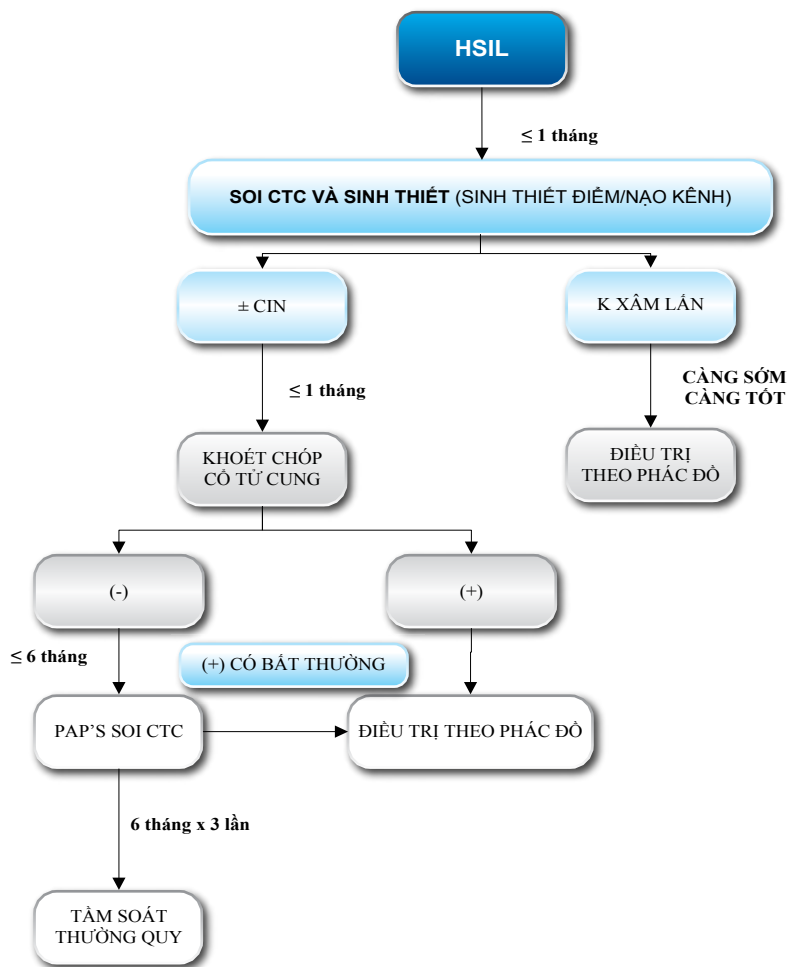 HSIL
≤ 1 tháng
SOI CTC VÀ SINH THIẾT (SINH THIẾT ĐIỂM/NẠO KÊNH)
± CIN
K XÂM LẤN
≤ 1 tháng
CÀNG SỚM
CÀNG TỐT
KHOÉT CHÓP
CỔ TỬ CUNG
ĐIỀU TRỊ
THEO PHÁC ĐỒ
(-)
(+)
≤ 6 tháng
(+) CÓ BẤT THƯỜNG
PAP’S SOI CTC
ĐIỀU TRỊ THEO PHÁC ĐỒ
6 tháng x 3 lần
TẦM SOÁT
THƯỜNG QUY